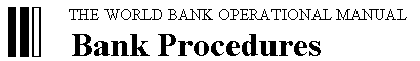 THE WORLD BANK OPERATIONAL MANUAL
Bank Procedures